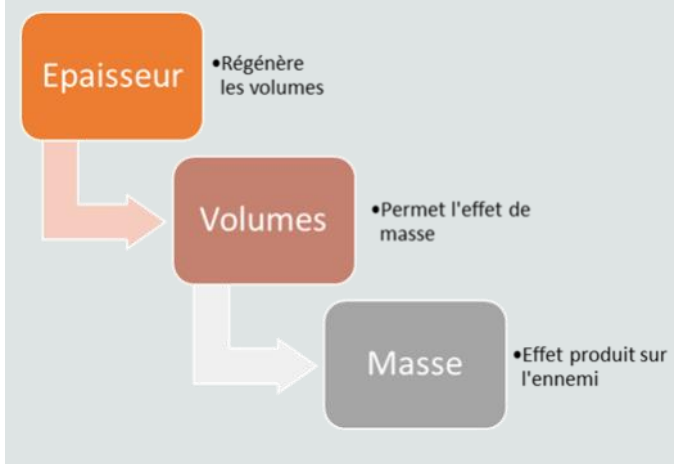 Epaisseur
•Régénère
les volumes
Volumes
•Permet l'effet de
masse
Masse
•Effet produit sur
l'ennemi